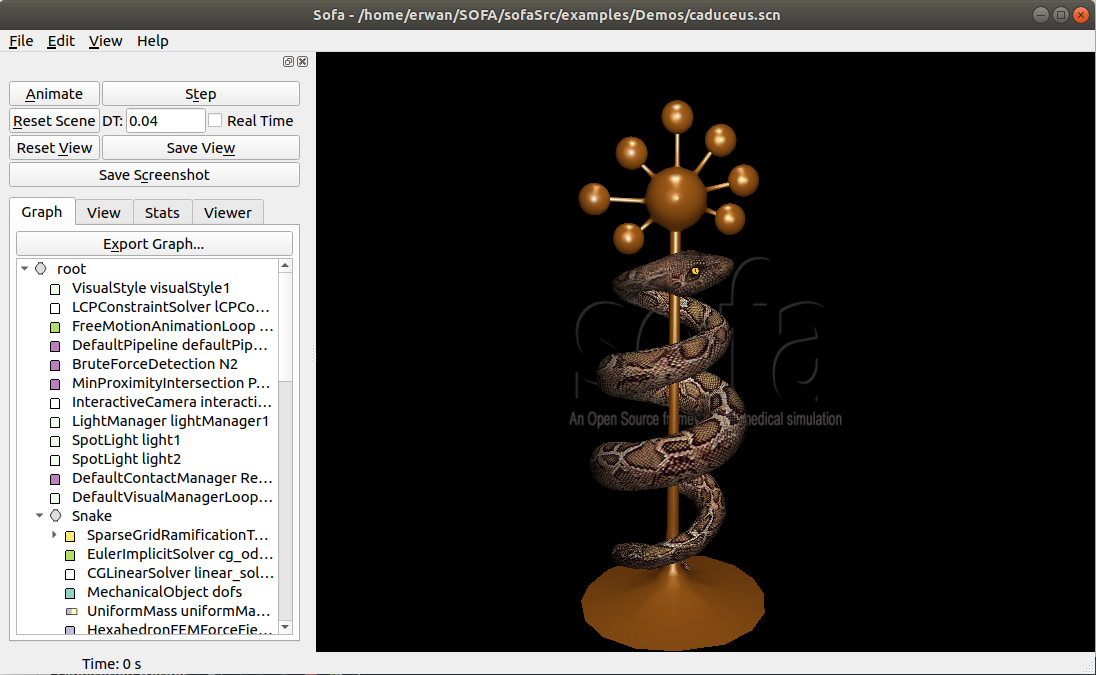 Sofa - /home/erwan/SOFA/sofaSrc/examples/Demos/caduceus.scn
File Edit View Help
Animate Step
Reset Scene DT: 0.04 Real Time
Reset View Save View
Save Screenshot
Graph View Stats Viewer
Export Graph...
root
VisualStyle visualStyle1
LCPConstraintSolver lCPCo...
FreeMotionAnimationLoop ...
DefaultPipeline defaultPip...
BruteForceDetection N2
MinProximityIntersection P...
InteractiveCamera interacti...
LightManager lightManager1
SpotLight light1
SpotLight light2
DefaultContactManager Re...
DefaultVisualManagerLoop...
Snake
SparseGridRamificationT...
EulerImplicitSolver cg_od...
CGLinearSolver linear_sol...
MechanicalObject dofs
UniformMass uniformMa...
HexahedronFEMForceFie...
Time: 0 s
sofa
An Open Source medical simulation